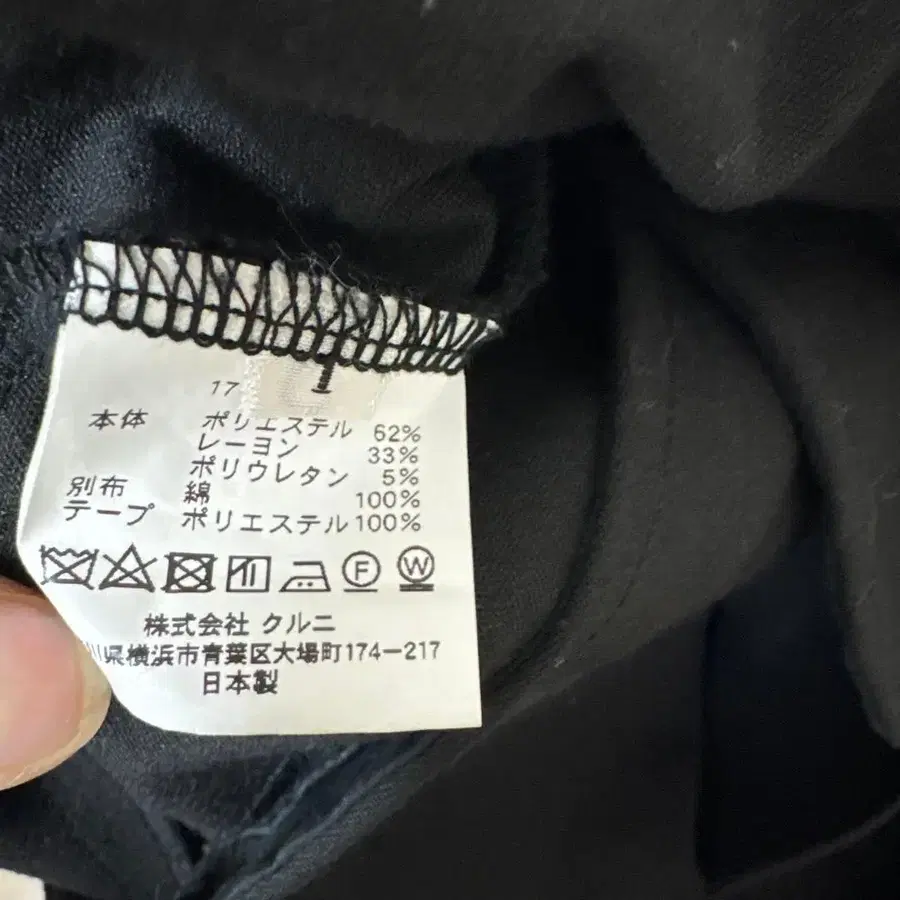 17
本体 ポリエステル 62%
レーヨン 33%
ポリウレタン 5%
別布 綿 100%
テープ ポリエステル 100%
F W
株式会社 クルニ
川県横浜市青葉区大場町174-217
日本製